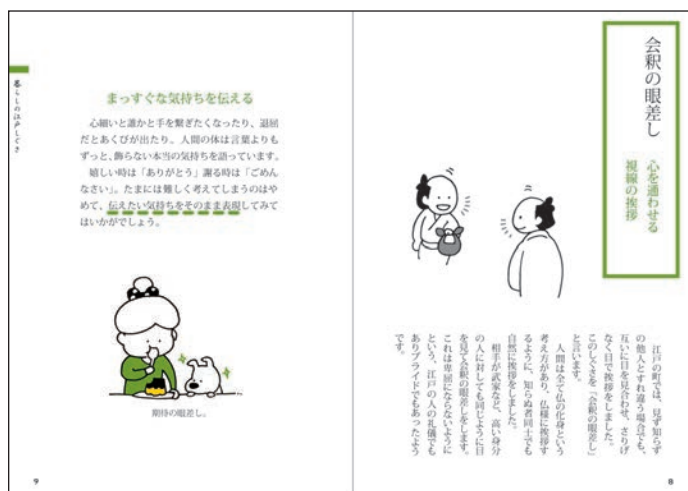 会釈の眼差し
心を通わせる
視線の挨拶
江戸の町では、見ず知らず
の他人とすれ違う場合でも、
互いに目を見合わせ、さりげ
なく目で挨拶をしました。
このしぐさを「会釈の眼差し」
と言います。
人間は全て仏の化身という
考え方があり、仏様に挨拶す
るように、知らぬ者同士でも
自然に挨拶をしました。
相手が武家など、高い身分
の人に対しても同じように目
を見て会釈の眼差しをします。
これは卑屈にならないように
という、江戸の人の礼儀でも
ありプライドでもあったよう
です。
8
暮らしの江戸しぐさ
まっすぐな気持ちを伝える
心細いと誰かと手を繋ぎたくなったり、退屈
だとあくびが出たり。人間の体は言葉よりも
ずっと、飾らない本当の気持ちを語っています。
嬉しい時は「ありがとう」謝る時は「ごめん
なさい」。たまには難しく考えてしまうのはや
めて、伝えたい気持ちをそのまま表現してみて
はいかがでしょう。
期待の眼差し。
9